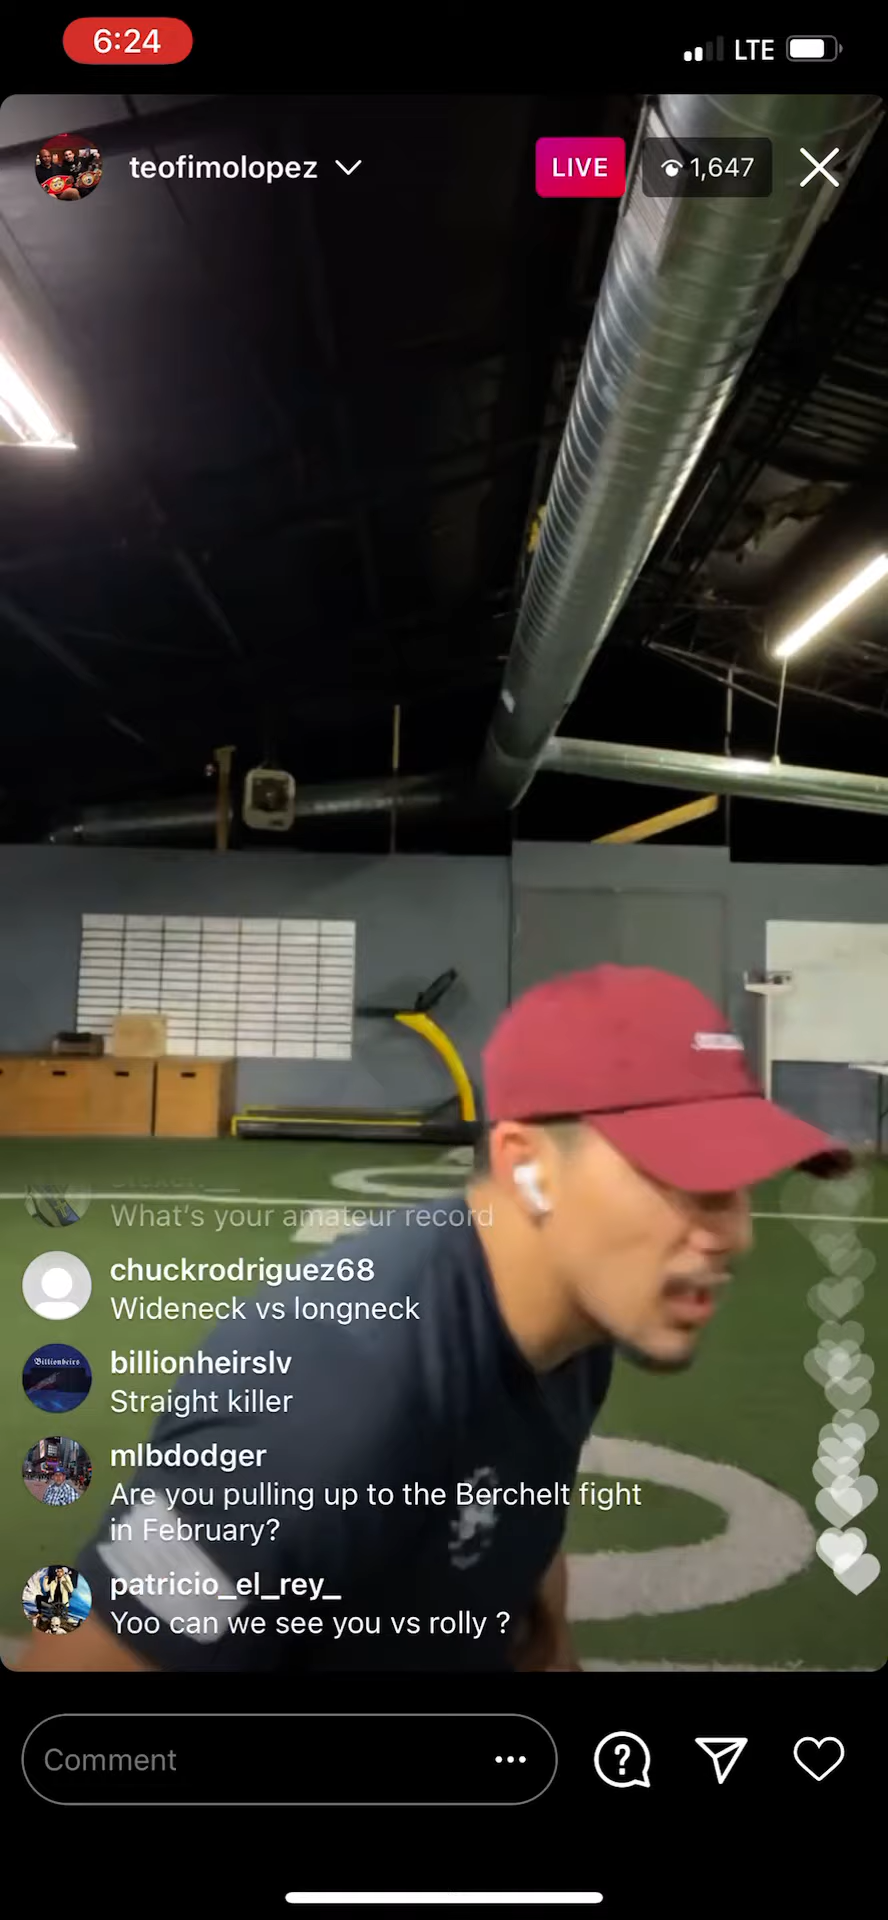 6:24
LTE
teofimolopez
LIVE
1,647
What's your amateur record
chuckrodriguez68
Wideneck vs longneck
billionheirslv
Straight killer
mlbdodger
Are you pulling up to the Berchelt fight
in February?
patricio_el_rey_
Yoo can we see you vs rolly ?
Comment